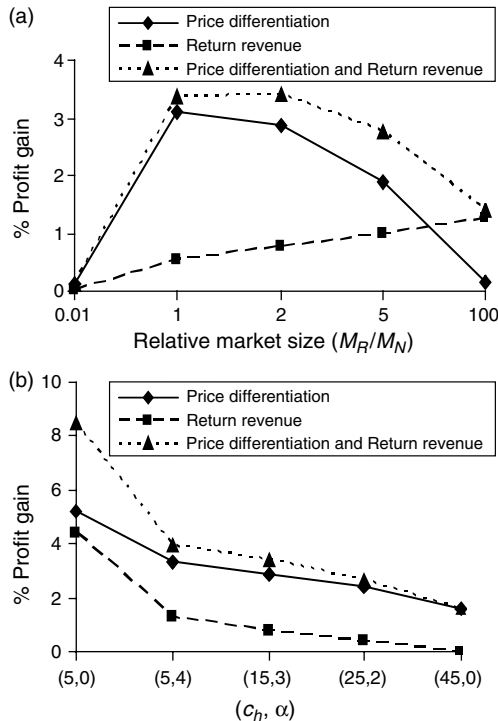 (a)
Price differentiation
Return revenue
Price differentiation and Return revenue
4
3
2
1
0
% Profit gain
0.01 1 2 5 100
Relative market size (M_R/M_N)
(b)
Price differentiation
Return revenue
Price differentiation and Return revenue
10
8
6
4
2
0
% Profit gain
(5,0) (5,4) (15,3) (25,2) (45,0)
(c_h, α)